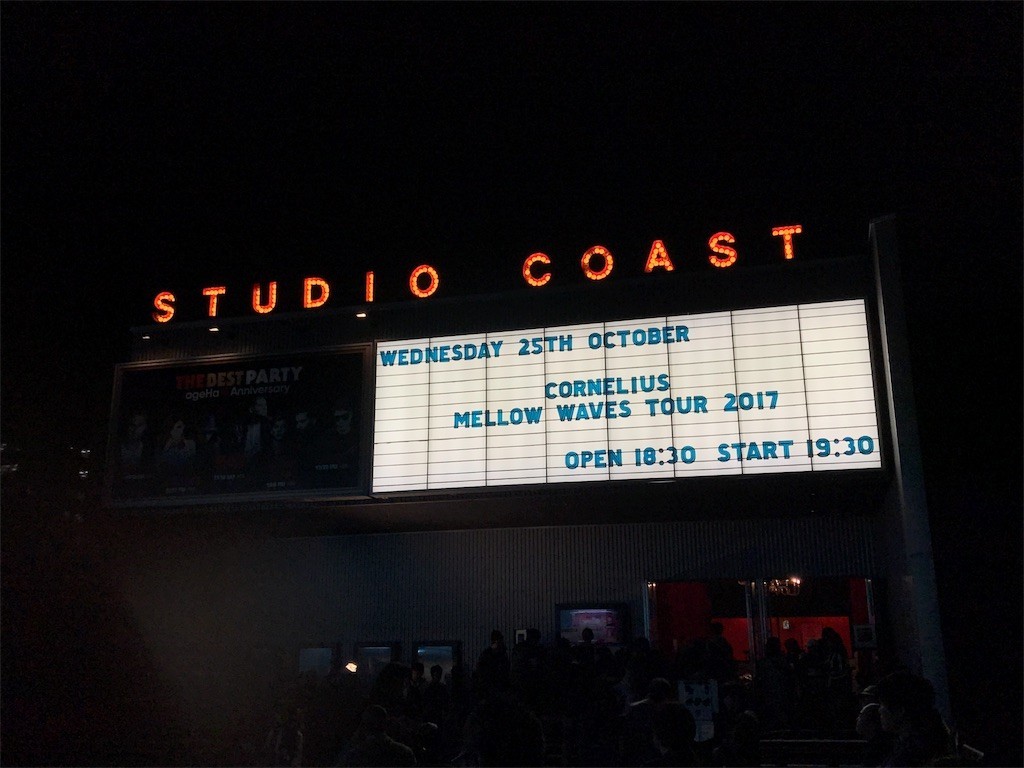 STUDIO COAST
THE BEST PARTY
ageHa Anniversary
WEDNESDAY 25TH OCTOBER
CORNELIUS
MELLOW WAVES TOUR 2017
OPEN 18:30 START 19:30